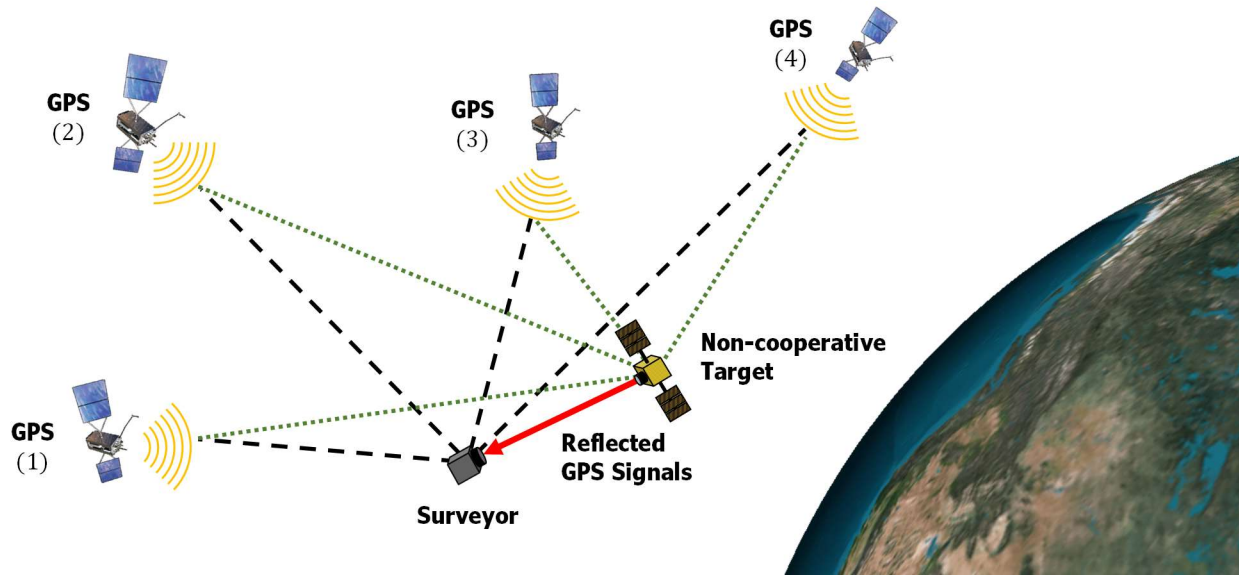 GPS
(1)
GPS
(2)
GPS
(3)
GPS
(4)
Non-cooperative
Target
Reflected
GPS Signals
Surveyor